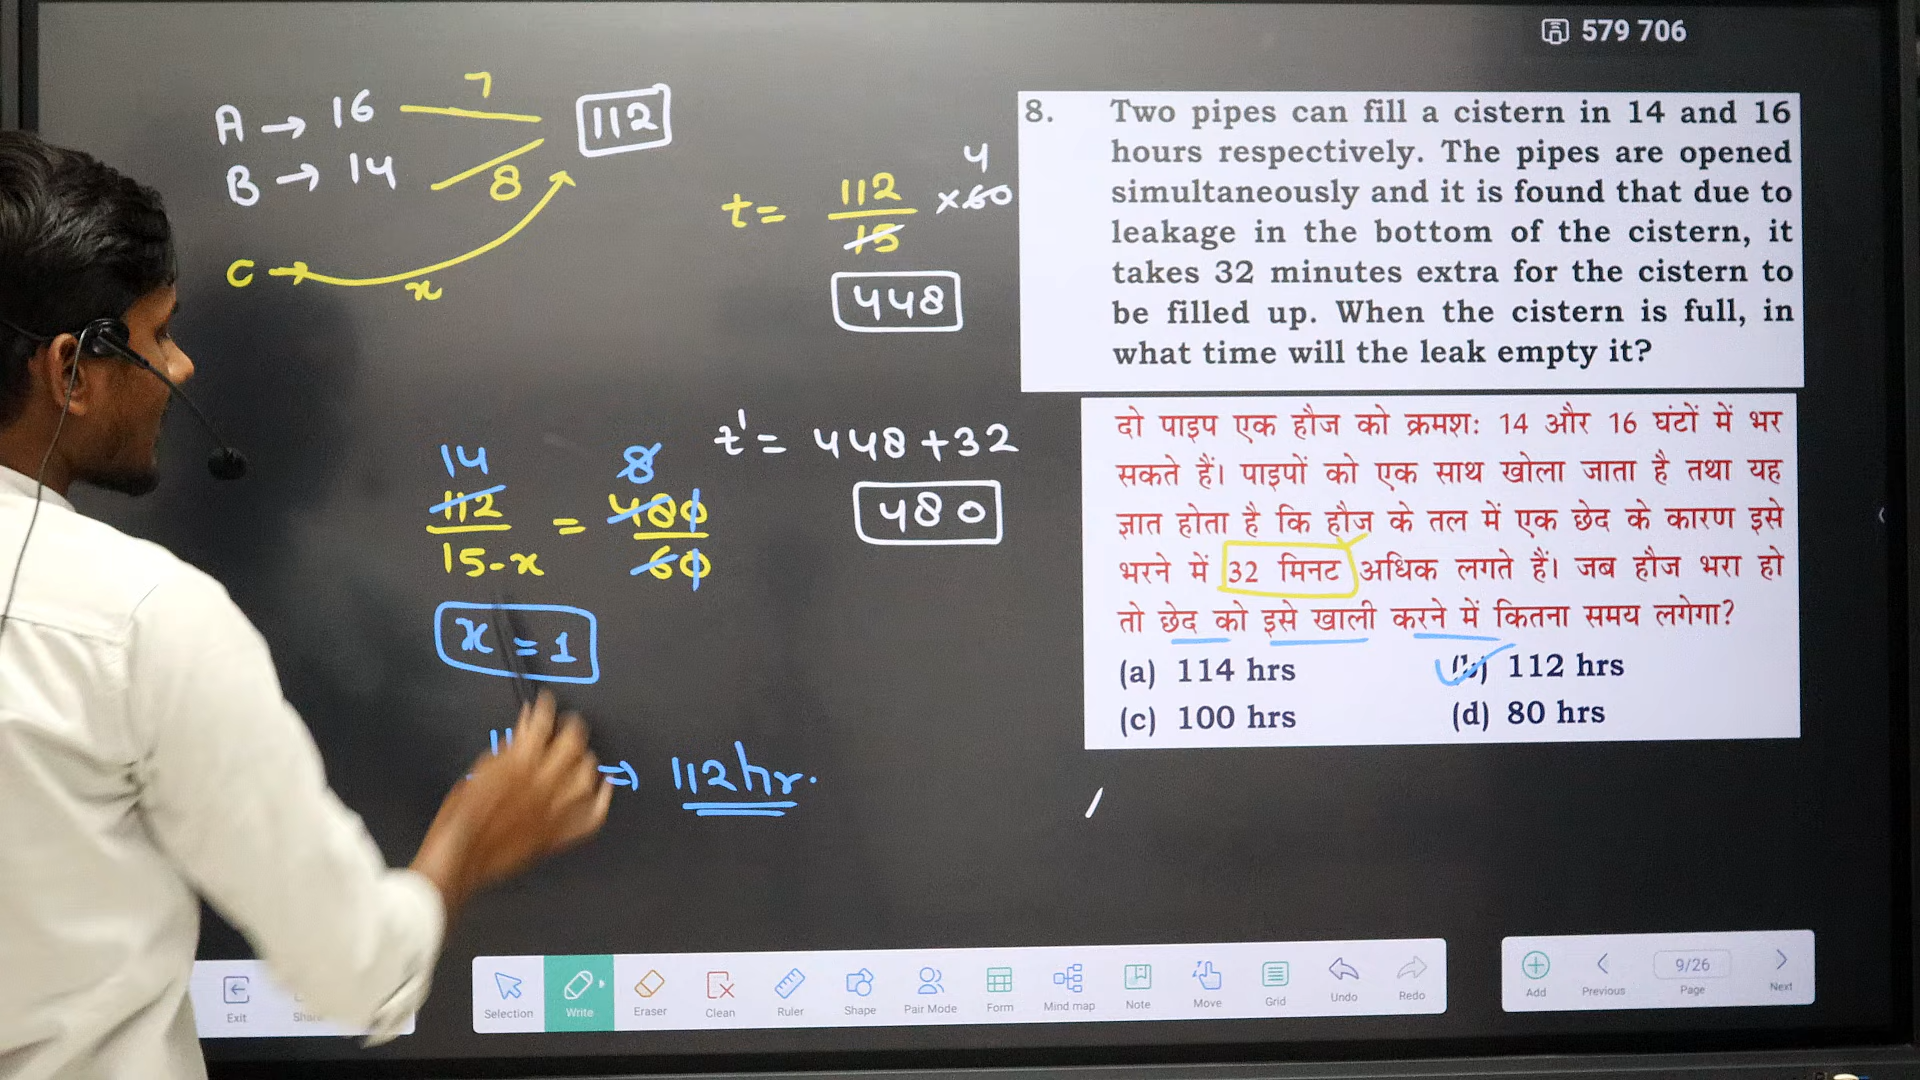 579 706
A → 16 7 112
B → 14 8
C → x
t = 112/15 ×60 4
448
t' = 448+32
480
14 8
112/15-x = 480/60
x = 1
⇒ 112hr.
8. Two pipes can fill a cistern in 14 and 16
hours respectively. The pipes are opened
simultaneously and it is found that due to
leakage in the bottom of the cistern, it
takes 32 minutes extra for the cistern to
be filled up. When the cistern is full, in
what time will the leak empty it?
दो पाइप एक हौज को क्रमश: 14 और 16 घंटों में भर
सकते हैं। पाइपों को एक साथ खोला जाता है तथा यह
ज्ञात होता है कि हौज के तल में एक छेद के कारण इसे
भरने में 32 मिनट अधिक लगते हैं। जब हौज भरा हो
तो छेद को इसे खाली करने में कितना समय लगेगा?
(a) 114 hrs (b) 112 hrs
(c) 100 hrs (d) 80 hrs
Exit Share Selection Write Eraser Clean Ruler Shape Pair Mode Form Mind map Note Move Grid Undo Redo Add Previous 9/26 Page Next